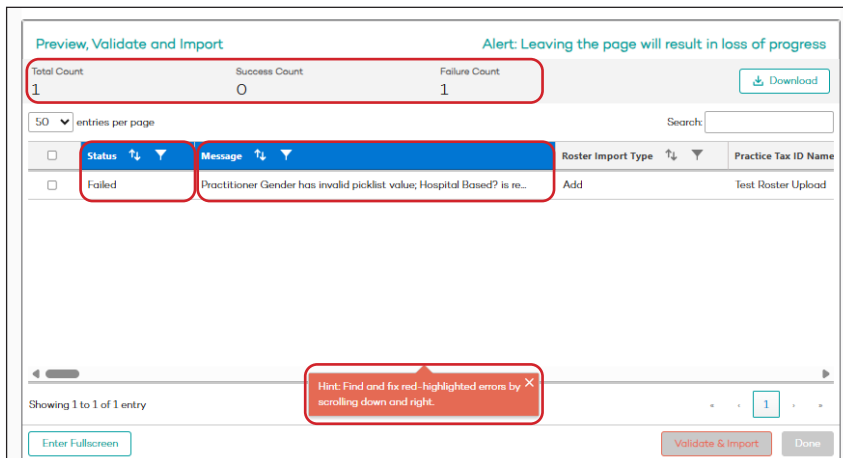 Preview, Validate and Import Alert: Leaving the page will result in loss of progress
Total Count Success Count Failure Count
1 0 1
Download
50 entries per page Search:
Status Message Roster Import Type Practice Tax ID Name
Failed Practitioner Gender has invalid picklist value; Hospital Based? is re... Add Test Roster Upload
Hint: Find and fix red-highlighted errors by
scrolling down and right.
Showing 1 to 1 of 1 entry « ‹ 1 › »
Enter Fullscreen Validate & Import Done